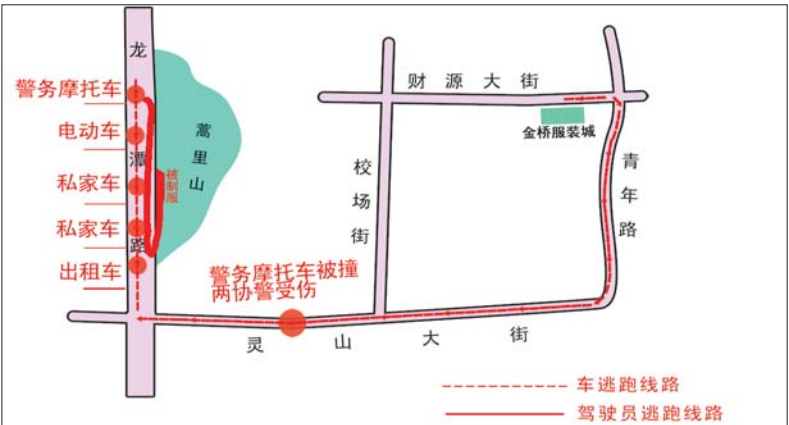 龙潭路
警务摩托车
电动车
私家车
私家车
出租车
蒿里山
被制服
财源大街
金桥服装城
校场街
青年路
警务摩托车被撞
两协警受伤
灵山大街
车逃跑线路
驾驶员逃跑线路